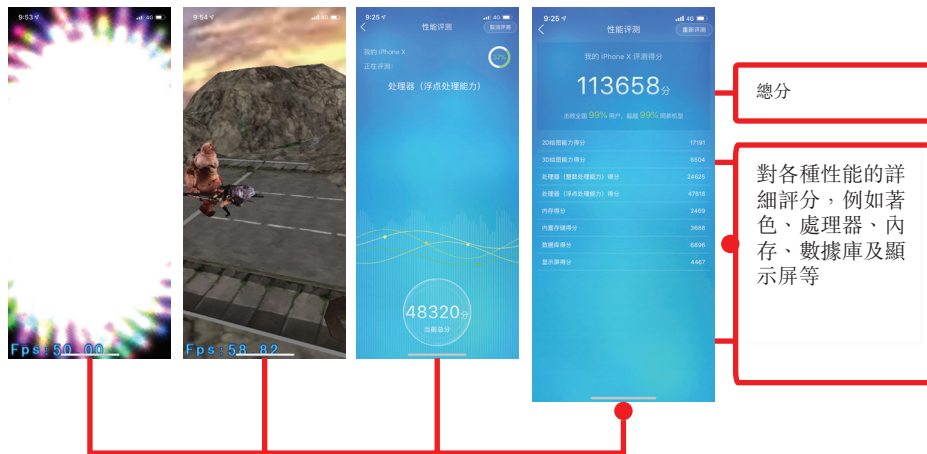 9:53
4G
Fps:50.00
9:54
4G
Fps:58.82
9:25
4G
性能评测
取消评测
我的 iPhone X
正在评测:
32%
处理器（浮点处理能力）
48320分
当前总分
9:25
4G
性能评测
重新评测
我的 iPhone X 评测得分
113658分
击败全国 99% 用户，超越 99% 同款机型
2D绘图能力得分 17191
3D绘图能力得分 6504
处理器（整数处理能力）得分 24625
处理器（浮点处理能力）得分 47818
内存得分 2469
内置存储得分 3688
数据库得分 6896
显示屏得分 4467
總分
對各種性能的詳
細評分，例如著
色、處理器、內
存、數據庫及顯
示屏等